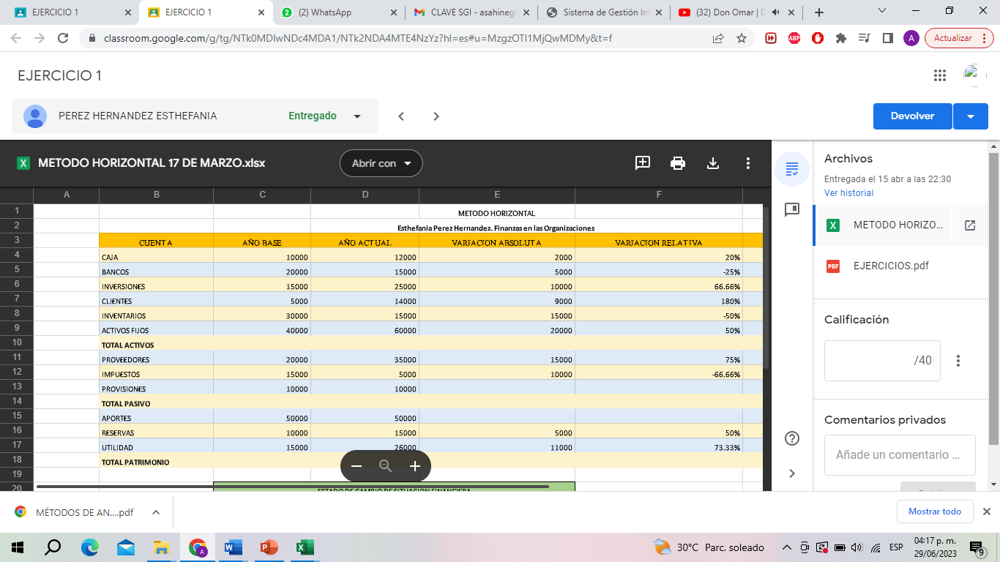 EJERCICIO 1
EJERCICIO 1
(2) WhatsApp
CLAVE SGI - asahinegr
Sistema de Gestión In
(32) Don Omar | D
classroom.google.com/g/tg/NTk0MDIwNDc4MDA1/NTk2NDA4MTE4NzYz?hl=es#u=MzgzOTI1MjQwMDMy&t=f
ABP
A
Actualizar
EJERCICIO 1
PEREZ HERNANDEZ ESTHEFANIA Entregado
Devolver
X METODO HORIZONTAL 17 DE MARZO.xlsx
Abrir con
A B C D E F
1 METODO HORIZONTAL
2 Esthefania Perez Hernandez. Finanzas en las Organizaciones
3 CUENTA AÑO BASE AÑO ACTUAL VARIACION ABSOLUTA VARIACION RELATIVA
4 CAJA 10000 12000 2000 20%
5 BANCOS 20000 15000 5000 -25%
6 INVERSIONES 15000 25000 10000 66.66%
7 CLIENTES 5000 14000 9000 180%
8 INVENTARIOS 30000 15000 15000 -50%
9 ACTIVOS FIJOS 40000 60000 20000 50%
10 TOTAL ACTIVOS
11 PROVEEDORES 20000 35000 15000 75%
12 IMPUESTOS 15000 5000 10000 -66.66%
13 PROVISIONES 10000 10000
14 TOTAL PASIVO
15 APORTES 50000 50000
16 RESERVAS 10000 15000 5000 50%
17 UTILIDAD 15000 26000 11000 73.33%
18 TOTAL PATRIMONIO
19
20 ESTADO DE CAMBIO DE SITUACION FINANCIERA
Archivos
Entregada el 15 abr a las 22:30
Ver historial
X METODO HORIZO...
PDF EJERCICIOS.pdf
Calificación
/40
Comentarios privados
Añade un comentario ...
MÉTODOS DE AN....pdf
Mostrar todo
30°C Parc. soleado
ESP
04:17 p. m.
29/06/2023
9